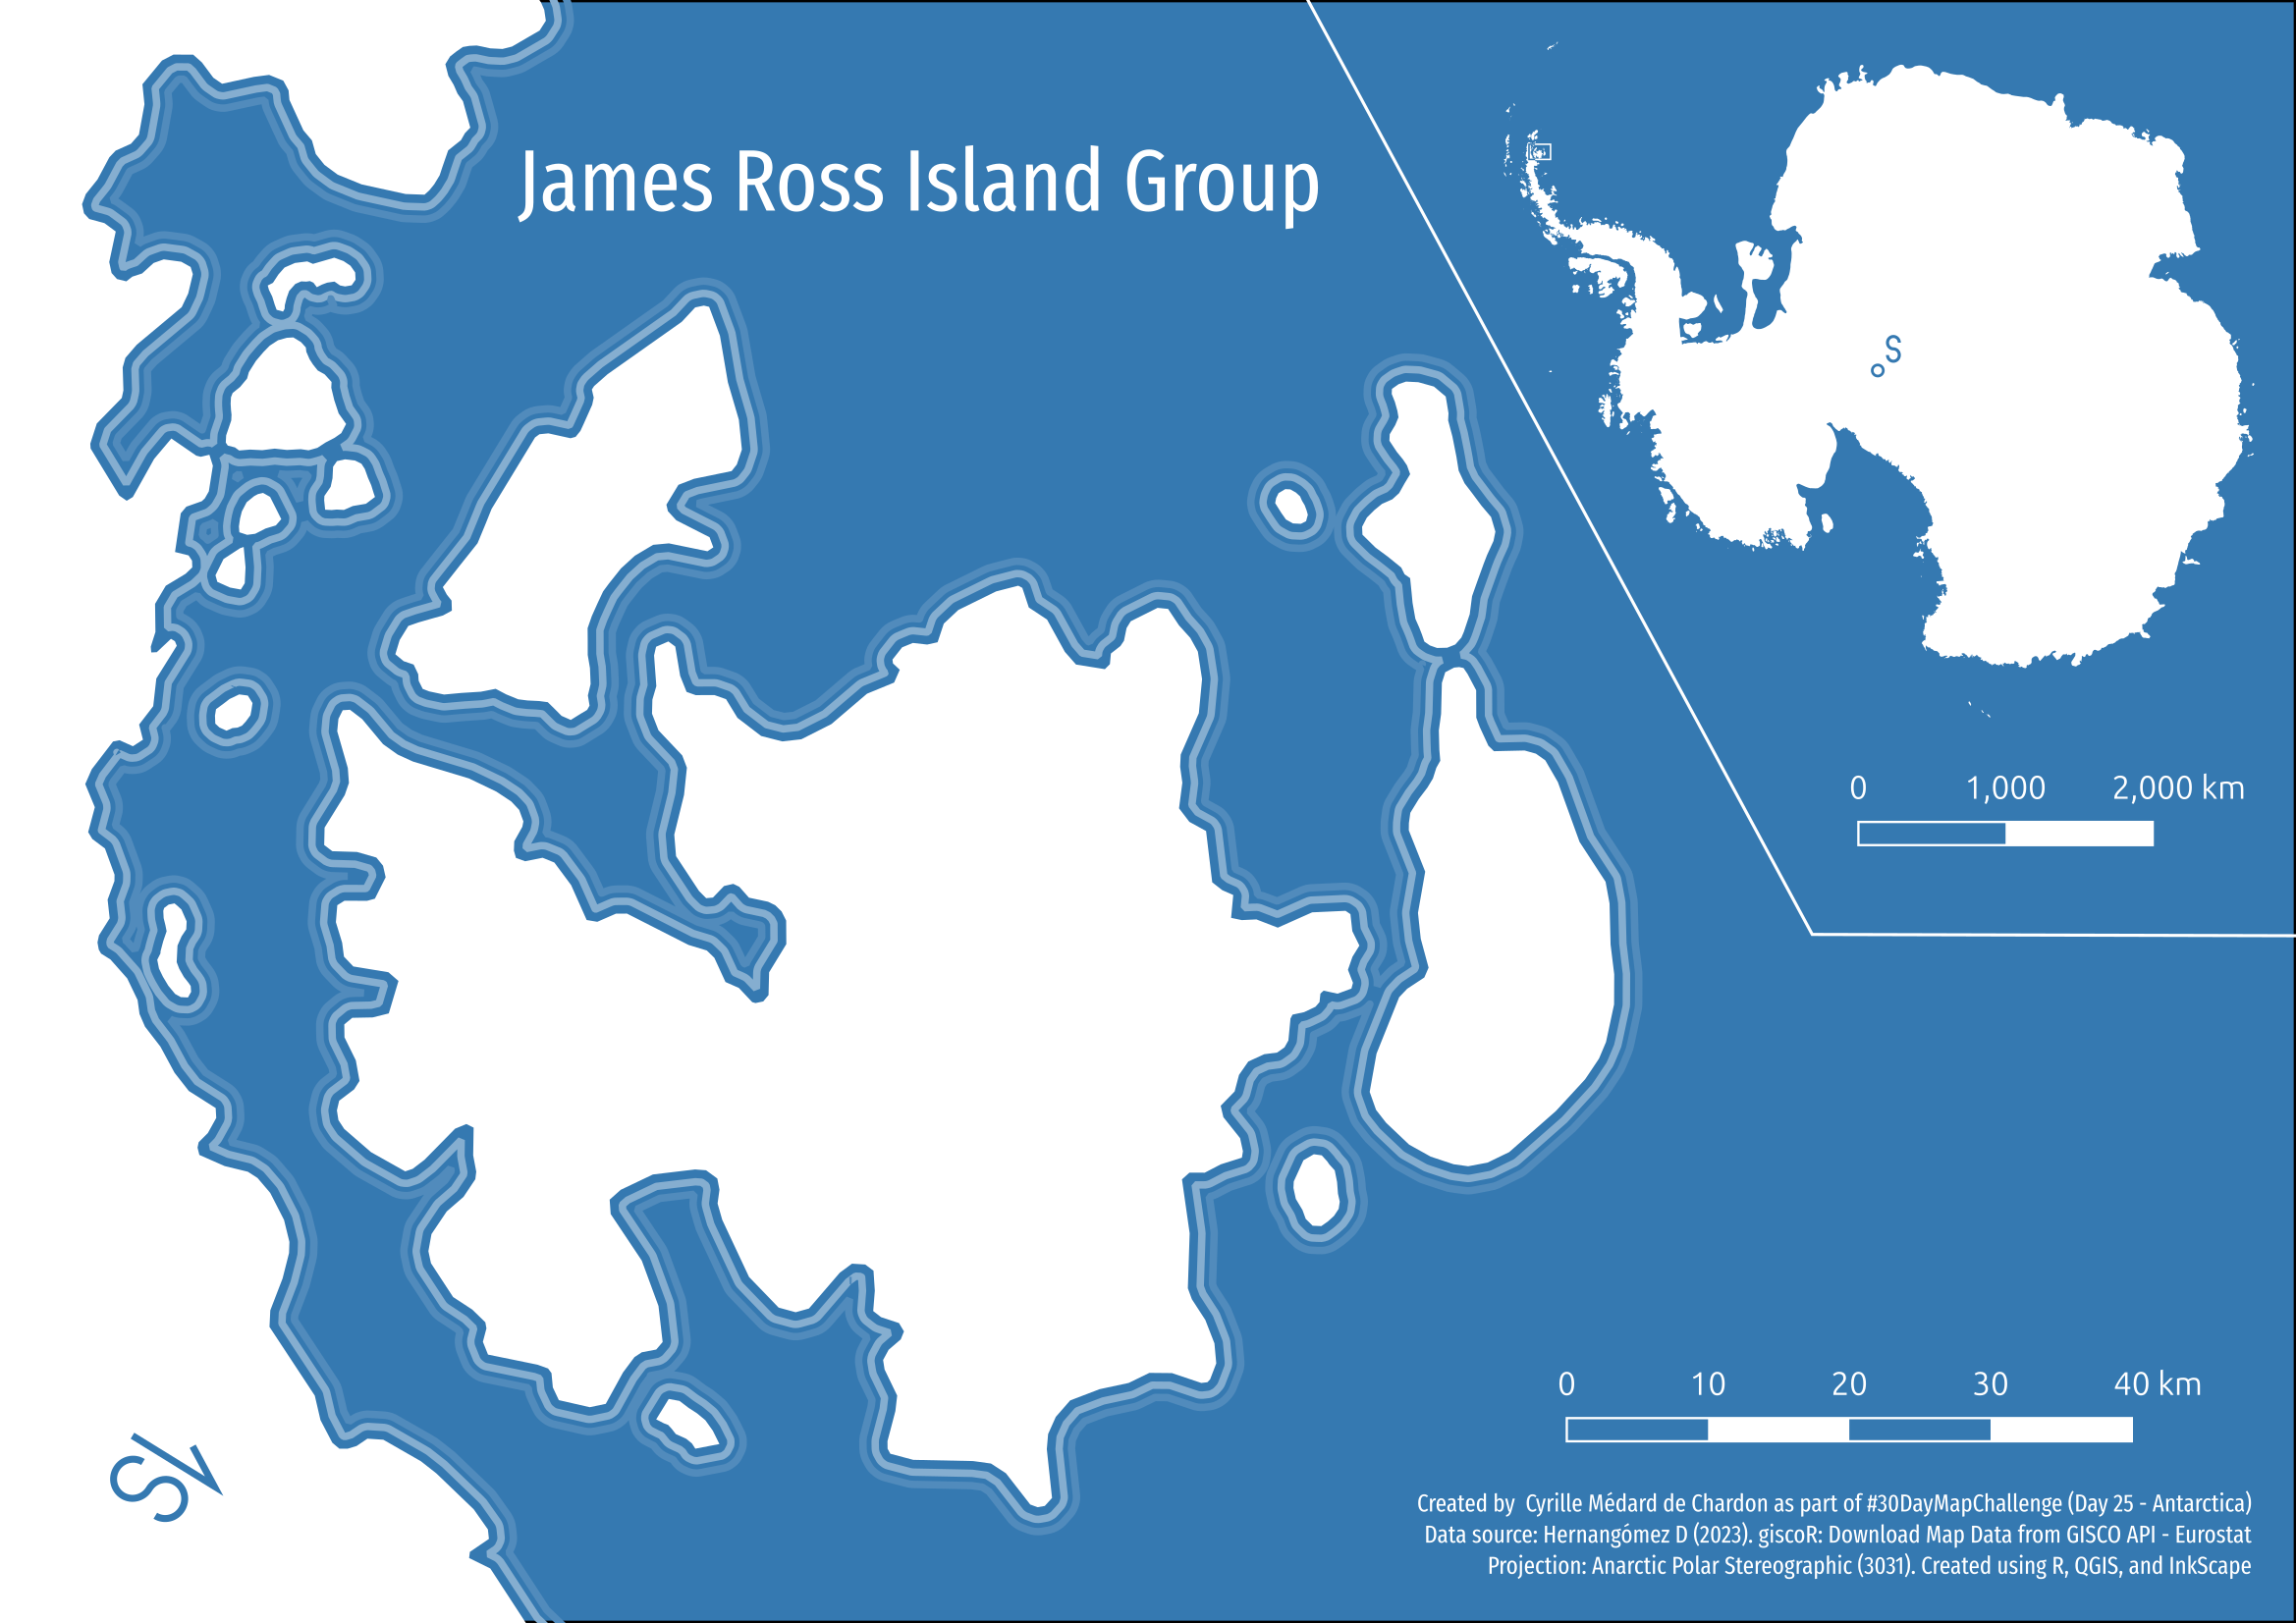 James Ross Island Group
S
0 1,000 2,000 km
0 10 20 30 40 km
S
Created by Cyrille Médard de Chardon as part of #30DayMapChallenge (Day 25 - Antarctica)
Data source: Hernangómez D (2023). giscoR: Download Map Data from GISCO API - Eurostat
Projection: Anarctic Polar Stereographic (3031). Created using R, QGIS, and InkScape